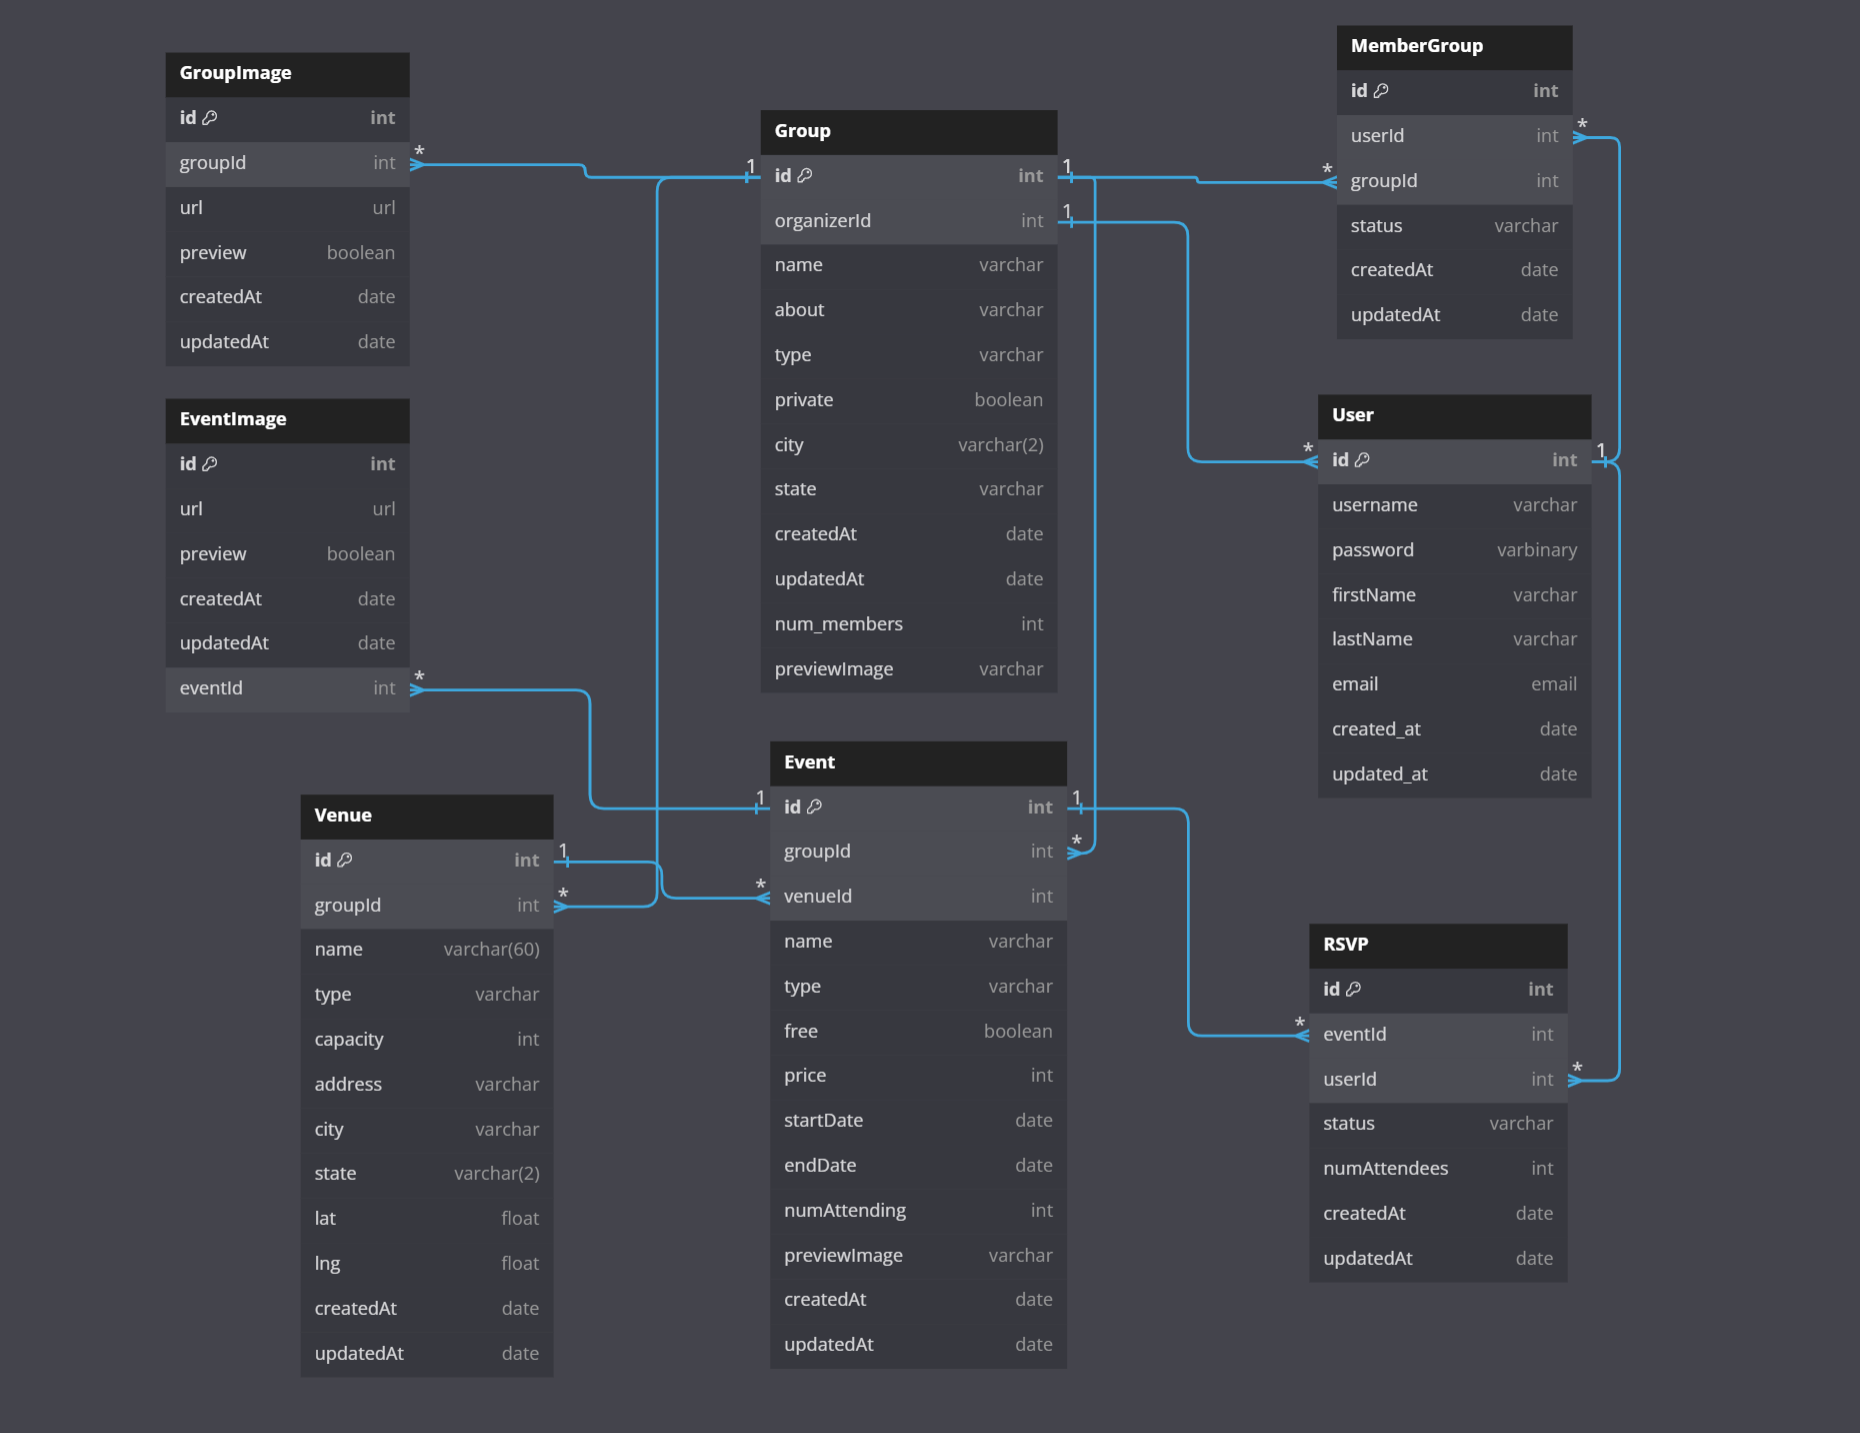 GroupImage
id int
groupId int
url url
preview boolean
createdAt date
updatedAt date
*
EventImage
id int
url url
preview boolean
createdAt date
updatedAt date
eventId int
*
Venue
id int
groupId int
name varchar(60)
type varchar
capacity int
address varchar
city varchar
state varchar(2)
lat float
lng float
createdAt date
updatedAt date
1
*
Group
1
id int
1
organizerId int
1
name varchar
about varchar
type varchar
private boolean
city varchar(2)
state varchar
createdAt date
updatedAt date
num_members int
previewImage varchar
Event
1
id int
1
groupId int
*
*
venueId int
name varchar
type varchar
free boolean
price int
startDate date
endDate date
numAttending int
previewImage varchar
createdAt date
updatedAt date
MemberGroup
id int
userId int
*
*
groupId int
status varchar
createdAt date
updatedAt date
User
*
id int
1
username varchar
password varbinary
firstName varchar
lastName varchar
email email
created_at date
updated_at date
RSVP
id int
*
eventId int
userId int
*
status varchar
numAttendees int
createdAt date
updatedAt date